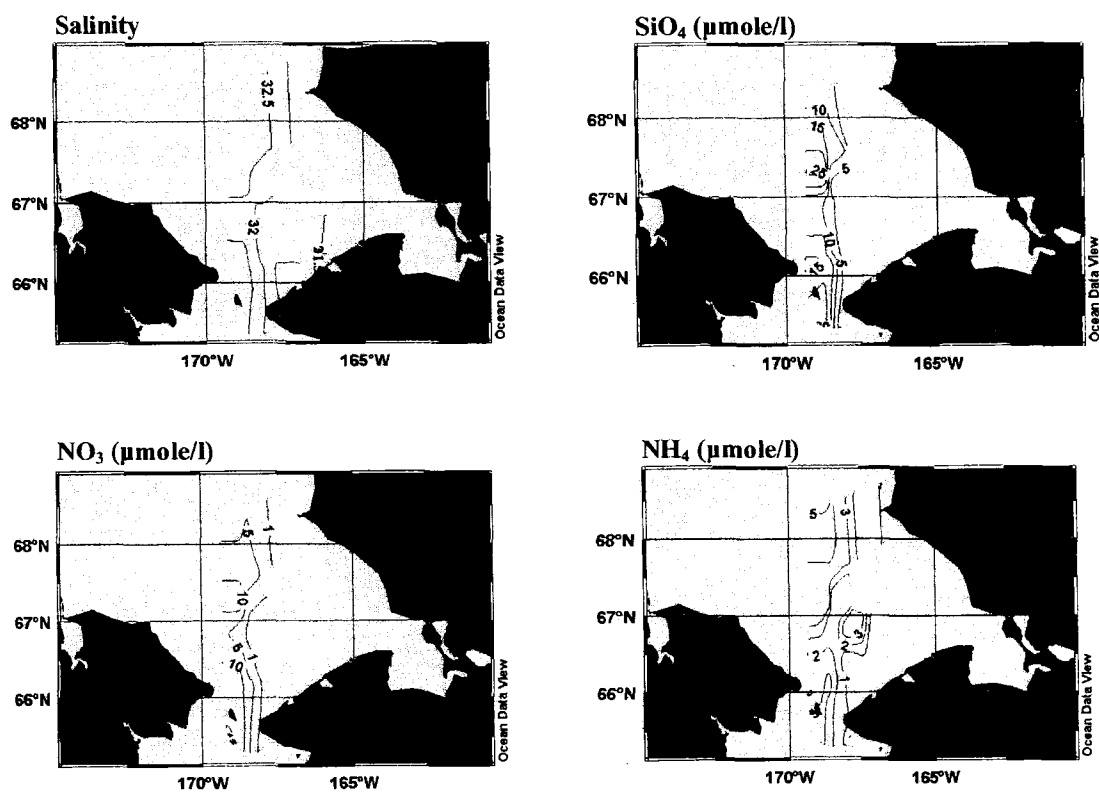 Salinity
32.5
68°N
67°N
32
31
66°N
170°W
165°W
Ocean Data View
SiO₄ (µmole/l)
10
15
68°N
5
67°N
10
5
66°N
170°W
165°W
Ocean Data View
NO₃ (µmole/l)
5
1
68°N
10
67°N
1
10
66°N
170°W
165°W
Ocean Data View
NH₄ (µmole/l)
5
3
68°N
67°N
3
2
2
1
66°N
170°W
165°W
Ocean Data View